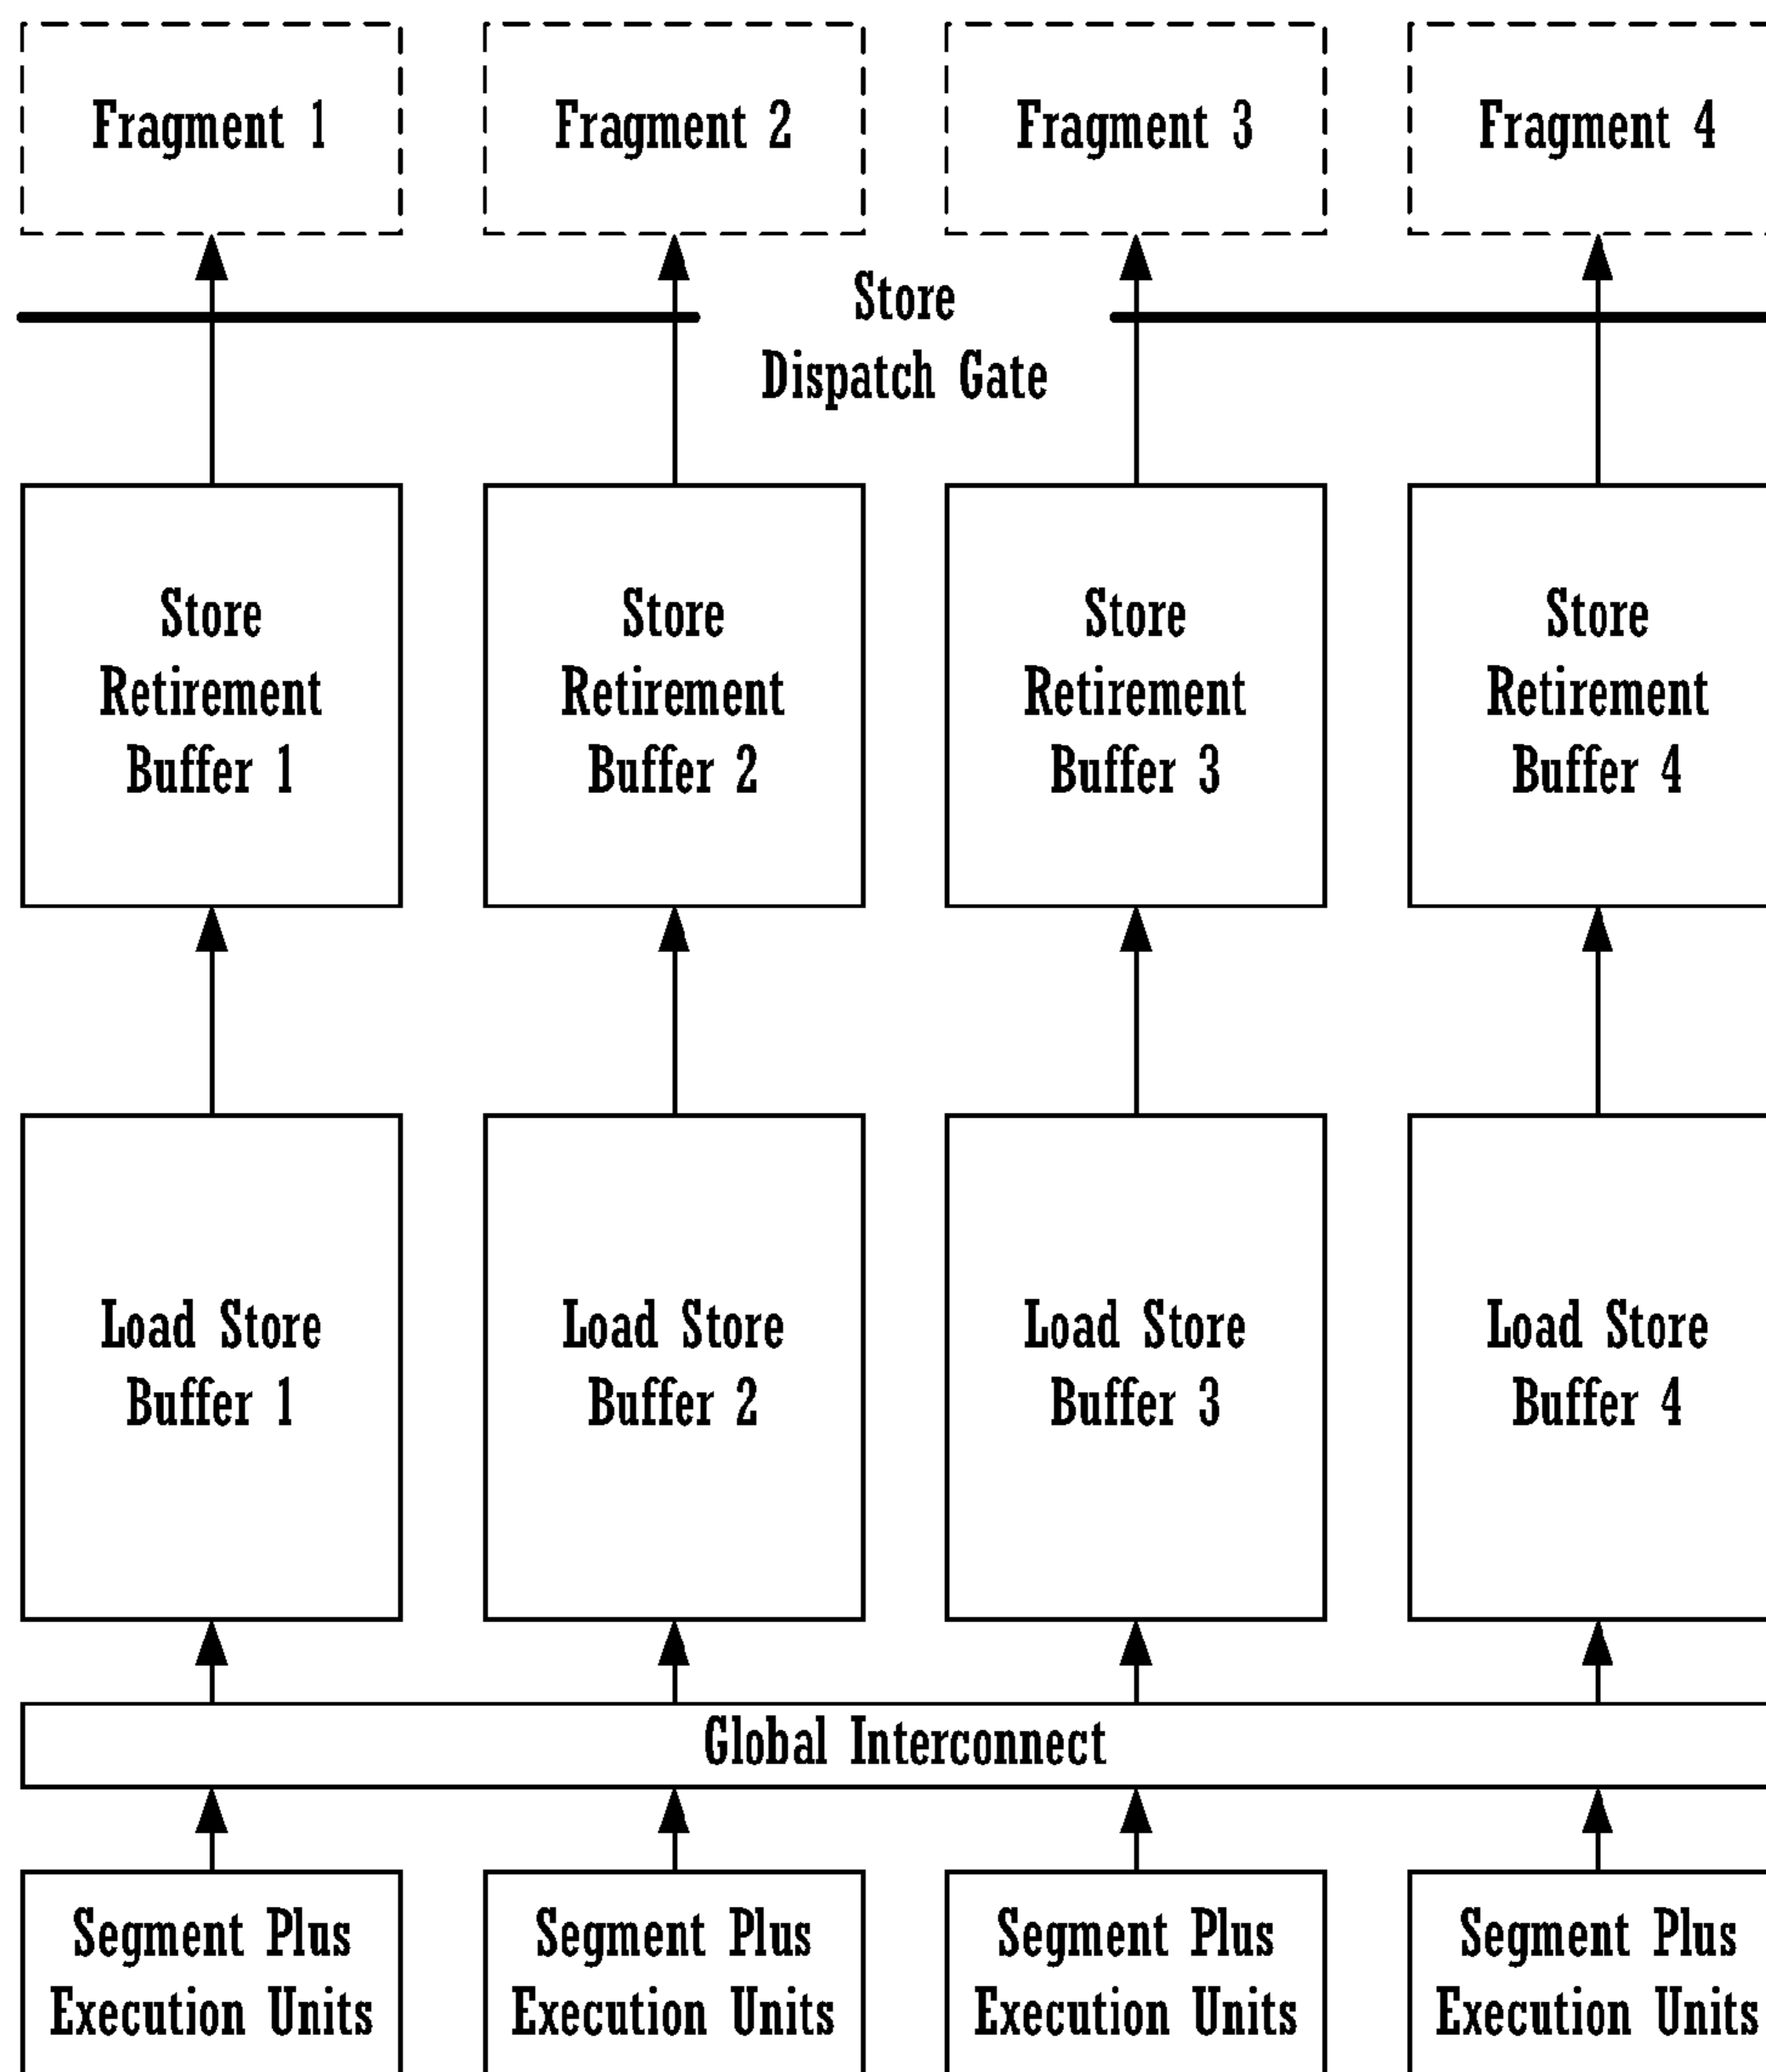 Fragment 1
Fragment 2
Fragment 3
Fragment 4
Store
Dispatch Gate
Store
Retirement
Buffer 1
Store
Retirement
Buffer 2
Store
Retirement
Buffer 3
Store
Retirement
Buffer 4
Load Store
Buffer 1
Load Store
Buffer 2
Load Store
Buffer 3
Load Store
Buffer 4
Global Interconnect
Segment Plus
Execution Units
Segment Plus
Execution Units
Segment Plus
Execution Units
Segment Plus
Execution Units